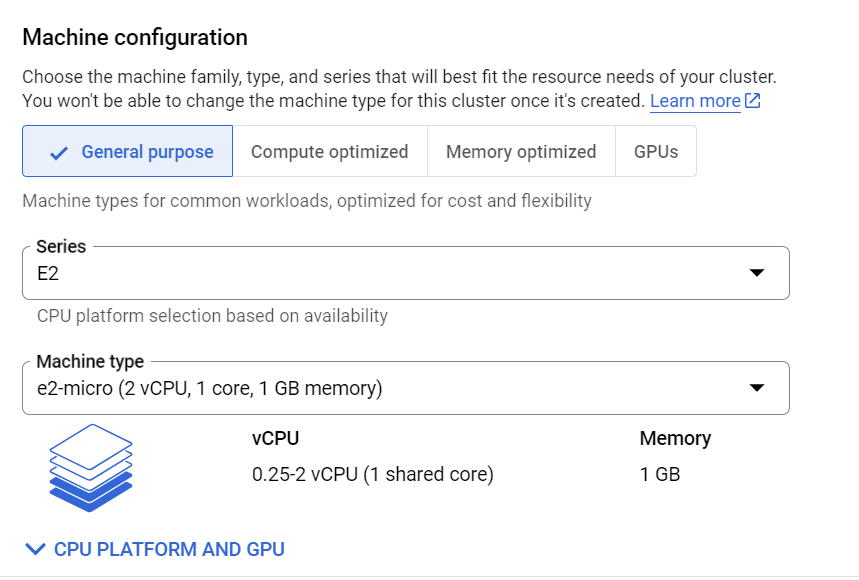 Machine configuration
Choose the machine family, type, and series that will best fit the resource needs of your cluster.
You won't be able to change the machine type for this cluster once it's created. Learn more
General purpose
Compute optimized
Memory optimized
GPUs
Machine types for common workloads, optimized for cost and flexibility
Series
E2
CPU platform selection based on availability
Machine type
e2-micro (2 vCPU, 1 core, 1 GB memory)
vCPU
Memory
0.25-2 vCPU (1 shared core)
1 GB
CPU PLATFORM AND GPU